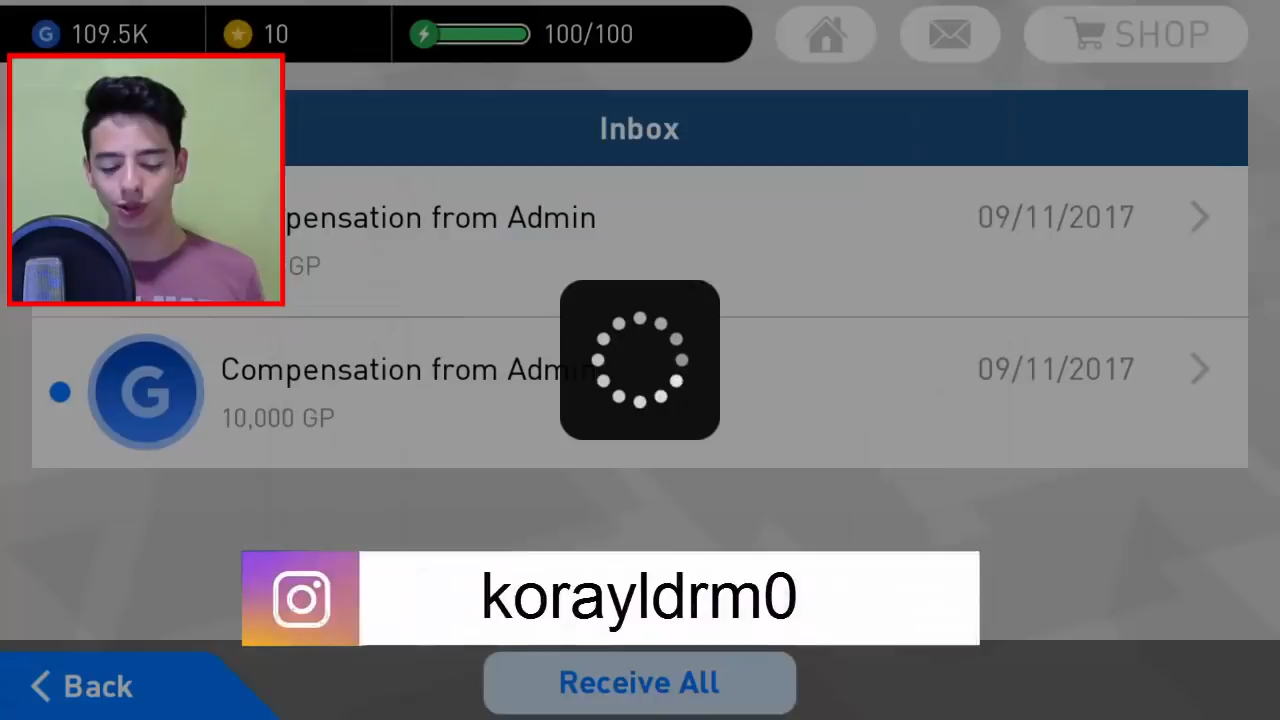 G 109.5K 10 100/100 SHOP
Inbox
pensation from Admin 09/11/2017
GP
G Compensation from Admin 09/11/2017
10,000 GP
korayldrm0
Back Receive All